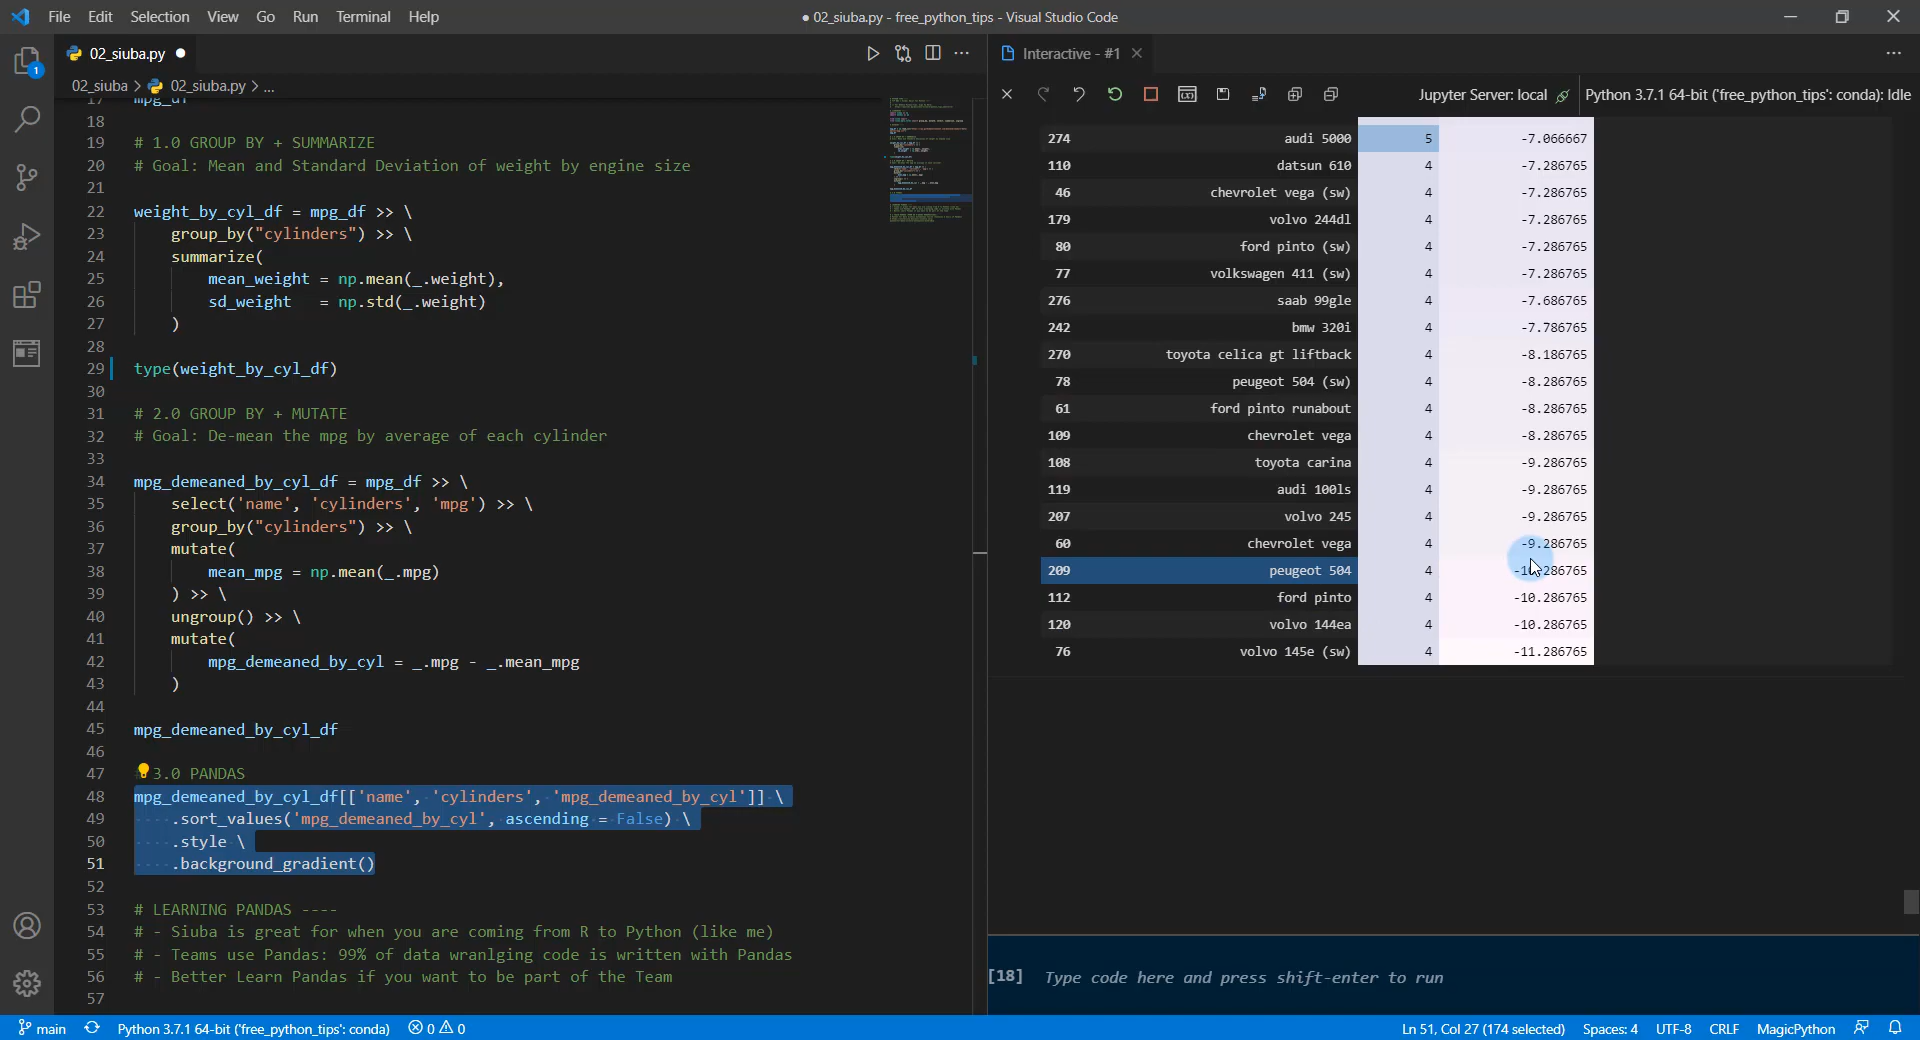 File Edit Selection View Go Run Terminal Help
● 02_siuba.py - free_python_tips - Visual Studio Code
02_siuba.py ●
Interactive - #1
02_siuba > 02_siuba.py > ...
Jupyter Server: local
Python 3.7.1 64-bit ('free_python_tips': conda): Idle
1
17 mpg_df
18
19 # 1.0 GROUP BY + SUMMARIZE
20 # Goal: Mean and Standard Deviation of weight by engine size
21
22 weight_by_cyl_df = mpg_df >> \
23 group_by("cylinders") >> \
24 summarize(
25 mean_weight = np.mean(_.weight),
26 sd_weight   = np.std(_.weight)
27 )
28
29 type(weight_by_cyl_df)
30
31 # 2.0 GROUP BY + MUTATE
32 # Goal: De-mean the mpg by average of each cylinder
33
34 mpg_demeaned_by_cyl_df = mpg_df >> \
35 select('name', 'cylinders', 'mpg') >> \
36 group_by("cylinders") >> \
37 mutate(
38 mean_mpg = np.mean(_.mpg)
39 ) >> \
40 ungroup() >> \
41 mutate(
42 mpg_demeaned_by_cyl = _.mpg - _.mean_mpg
43 )
44
45 mpg_demeaned_by_cyl_df
46
47 3.0 PANDAS
48 mpg_demeaned_by_cyl_df[['name', 'cylinders', 'mpg_demeaned_by_cyl']] \
49 .sort_values('mpg_demeaned_by_cyl', ascending = False) \
50 .style \
51 .background_gradient()
52
53 # LEARNING PANDAS ----
54 # - Siuba is great for when you are coming from R to Python (like me)
55 # - Teams use Pandas: 99% of data wranlging code is written with Pandas
56 # - Better Learn Pandas if you want to be part of the Team
57
274 audi 5000 5 -7.066667
110 datsun 610 4 -7.286765
46 chevrolet vega (sw) 4 -7.286765
179 volvo 244dl 4 -7.286765
80 ford pinto (sw) 4 -7.286765
77 volkswagen 411 (sw) 4 -7.286765
276 saab 99gle 4 -7.686765
242 bmw 320i 4 -7.786765
270 toyota celica gt liftback 4 -8.186765
78 peugeot 504 (sw) 4 -8.286765
61 ford pinto runabout 4 -8.286765
109 chevrolet vega 4 -8.286765
108 toyota carina 4 -9.286765
119 audi 100ls 4 -9.286765
207 volvo 245 4 -9.286765
60 chevrolet vega 4 -9.286765
209 peugeot 504 4 -10.286765
112 ford pinto 4 -10.286765
120 volvo 144ea 4 -10.286765
76 volvo 145e (sw) 4 -11.286765
[18] Type code here and press shift-enter to run
main Python 3.7.1 64-bit ('free_python_tips': conda) 0 0
Ln 51, Col 27 (174 selected) Spaces: 4 UTF-8 CRLF MagicPython